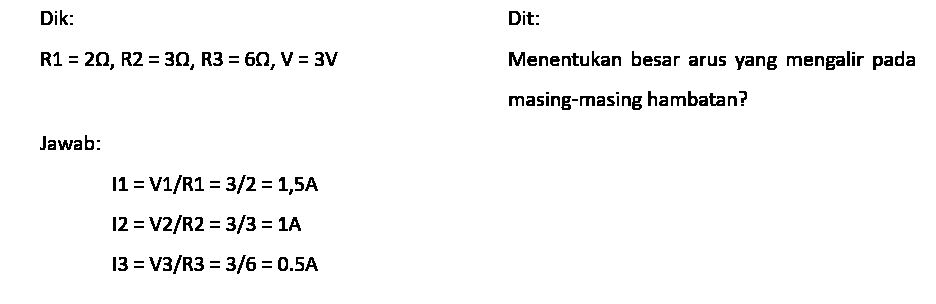 Dik:
R1 = 2Ω, R2 = 3Ω, R3 = 6Ω, V = 3V
Dit:
Menentukan besar arus yang mengalir pada
masing-masing hambatan?
Jawab:
I1 = V1/R1 = 3/2 = 1,5A
I2 = V2/R2 = 3/3 = 1A
I3 = V3/R3 = 3/6 = 0.5A